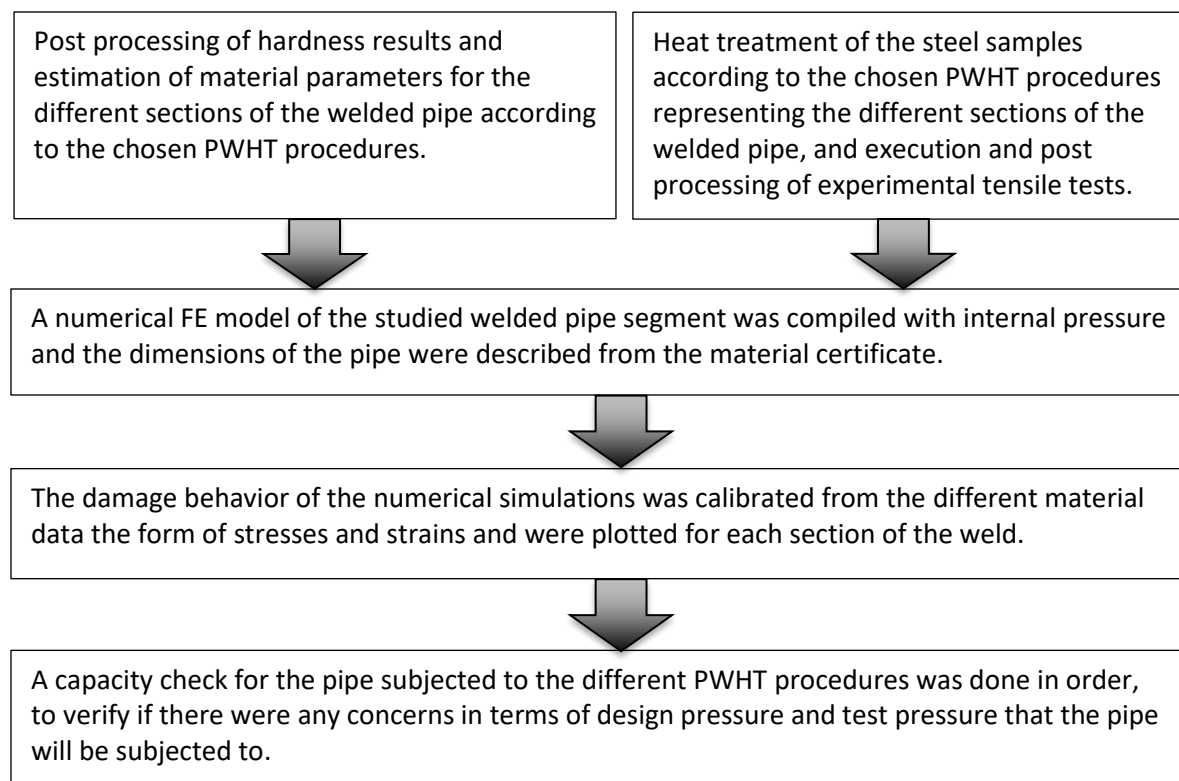 Post processing of hardness results and
estimation of material parameters for the
different sections of the welded pipe according
to the chosen PWHT procedures.
Heat treatment of the steel samples
according to the chosen PWHT procedures
representing the different sections of the
welded pipe, and execution and post
processing of experimental tensile tests.
A numerical FE model of the studied welded pipe segment was compiled with internal pressure
and the dimensions of the pipe were described from the material certificate.
The damage behavior of the numerical simulations was calibrated from the different material
data the form of stresses and strains and were plotted for each section of the weld.
A capacity check for the pipe subjected to the different PWHT procedures was done in order,
to verify if there were any concerns in terms of design pressure and test pressure that the pipe
will be subjected to.